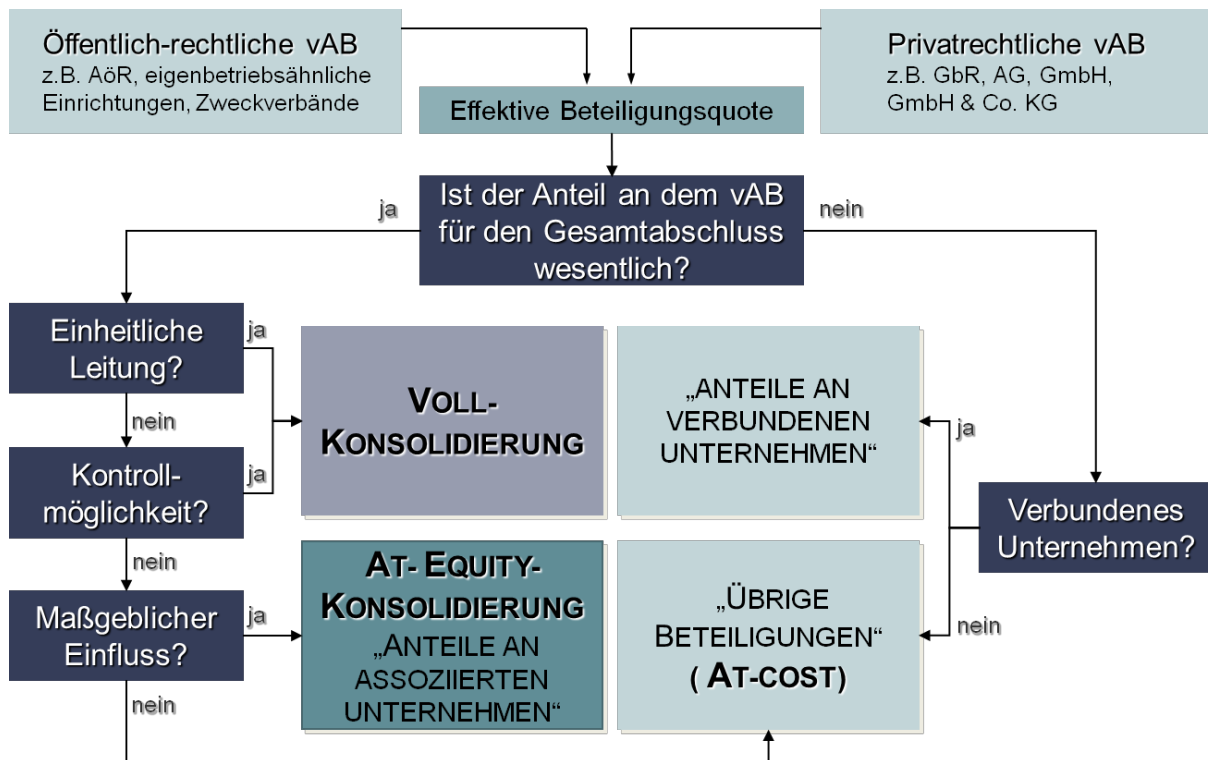 Öffentlich-rechtliche vAB
z.B. AöR, eigenbetriebsähnliche
Einrichtungen, Zweckverbände
Privatrechtliche vAB
z.B. GbR, AG, GmbH,
GmbH & Co. KG
Effektive Beteiligungsquote
Ist der Anteil an dem vAB
für den Gesamtabschluss
wesentlich?
ja
nein
Einheitliche
Leitung?
ja
nein
VOLL-
KONSOLIDIERUNG
„ANTEILE AN
VERBUNDENEN
UNTERNEHMEN“
ja
Kontroll-
möglichkeit?
ja
nein
Verbundenes
Unternehmen?
Maßgeblicher
Einfluss?
ja
nein
AT- EQUITY-
KONSOLIDIERUNG
„ANTEILE AN
ASSOZIIERTEN
UNTERNEHMEN“
„ÜBRIGE
BETEILIGUNGEN“
( AT-COST)
nein